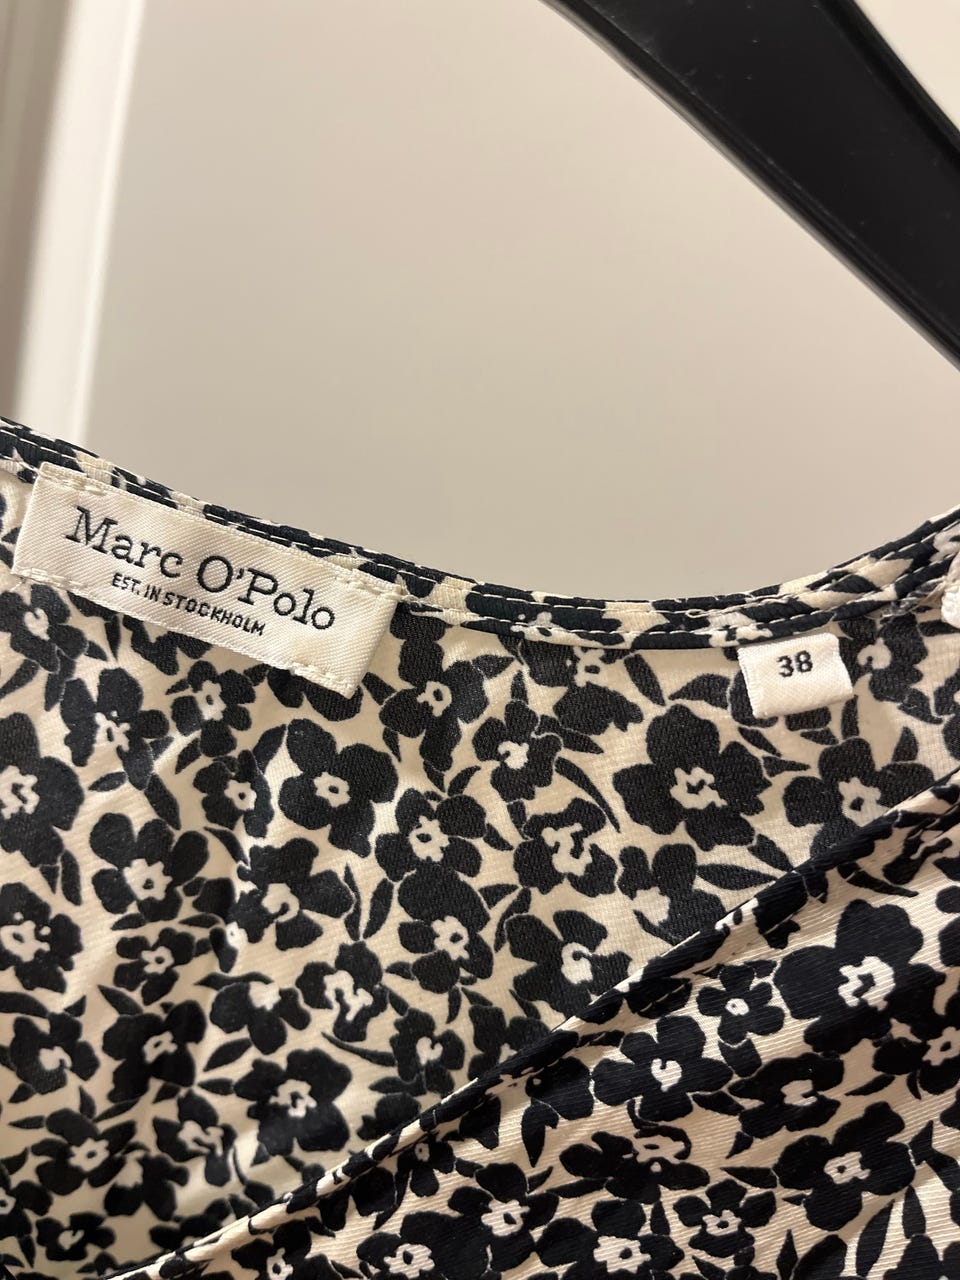 Marc O'Polo
EST. IN STOCKHOLM
38